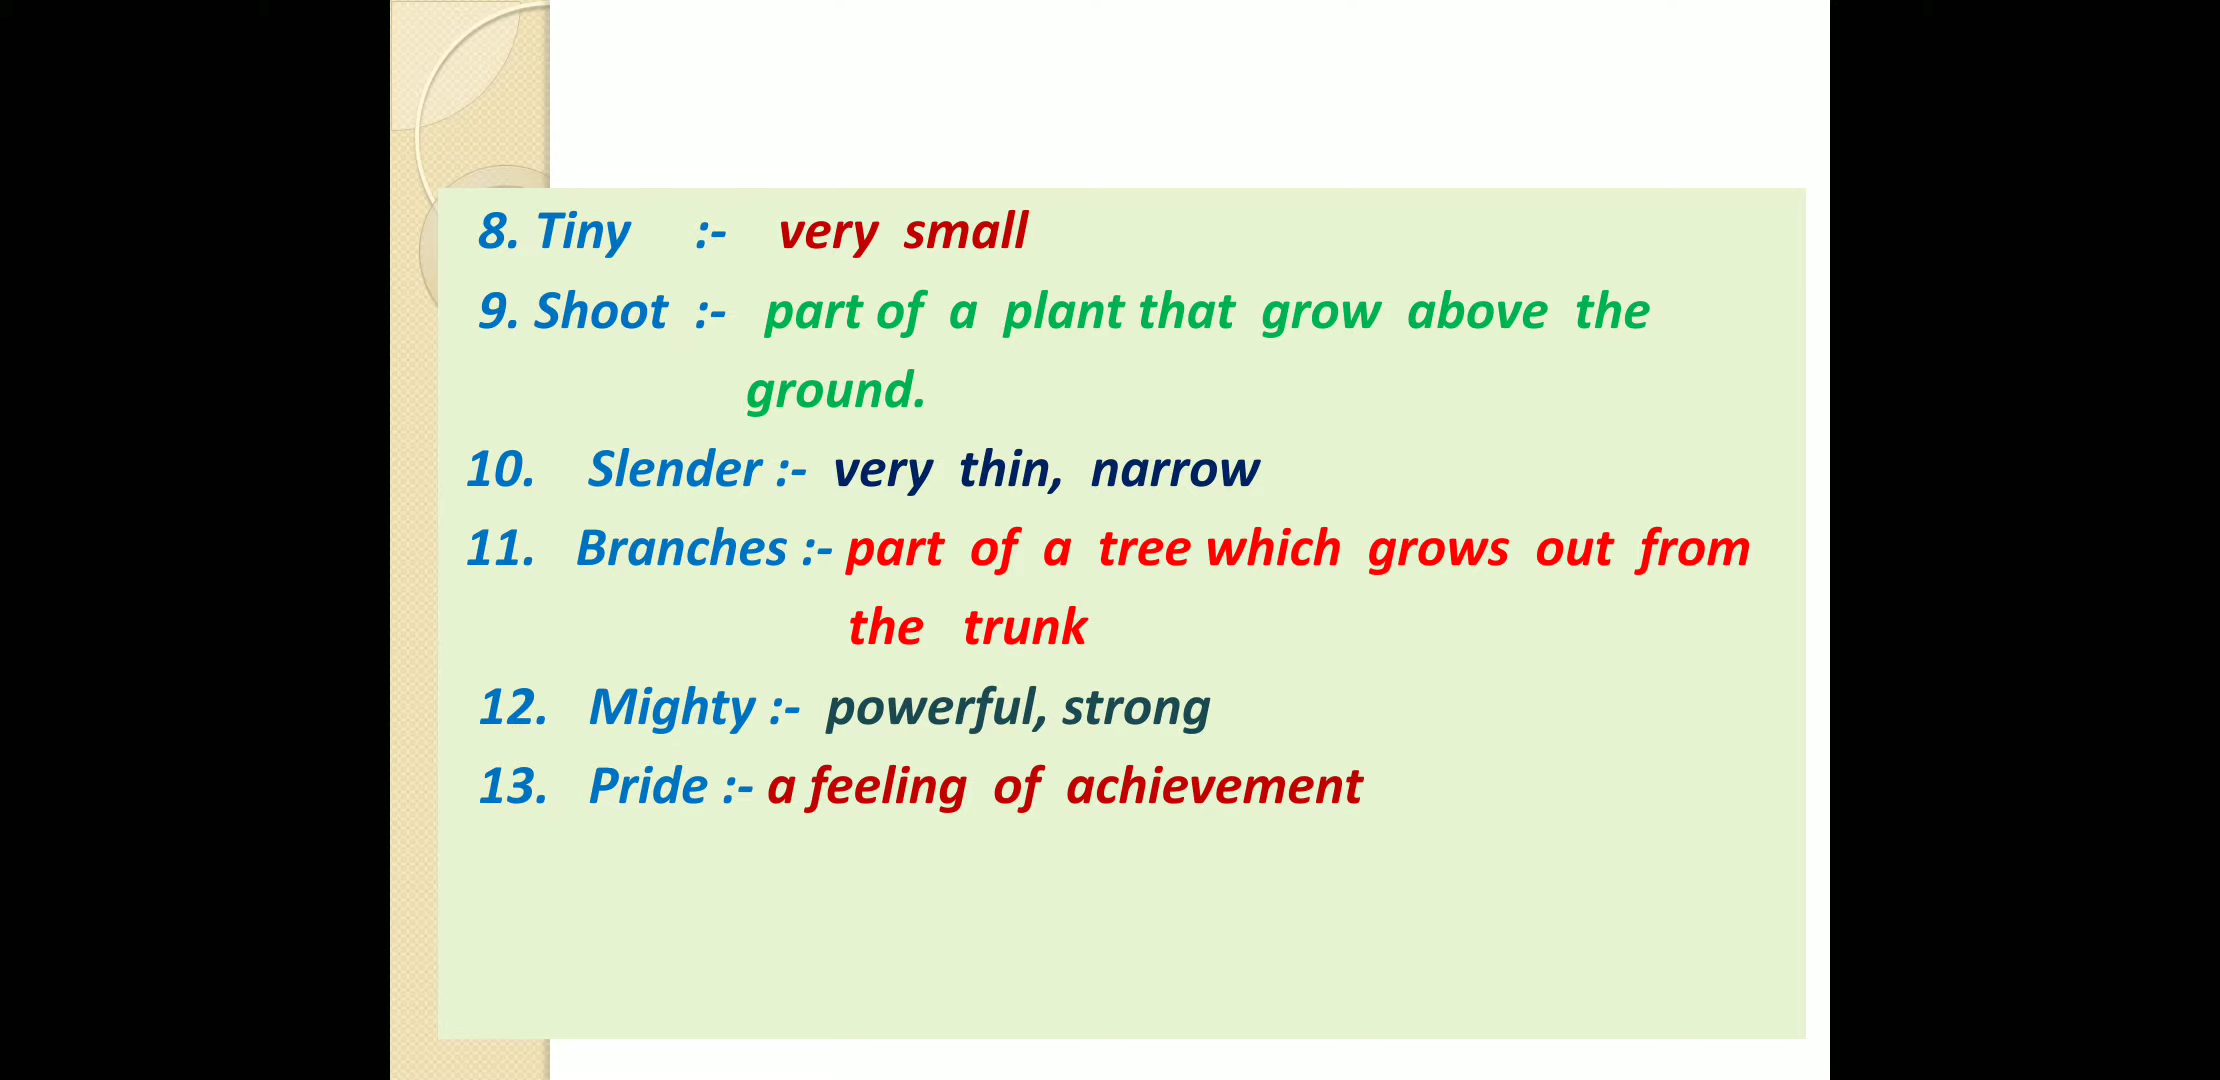 8. Tiny :- very small
9. Shoot :- part of a plant that grow above the
ground.
10. Slender :- very thin, narrow
11. Branches :- part of a tree which grows out from
the trunk
12. Mighty :- powerful, strong
13. Pride :- a feeling of achievement